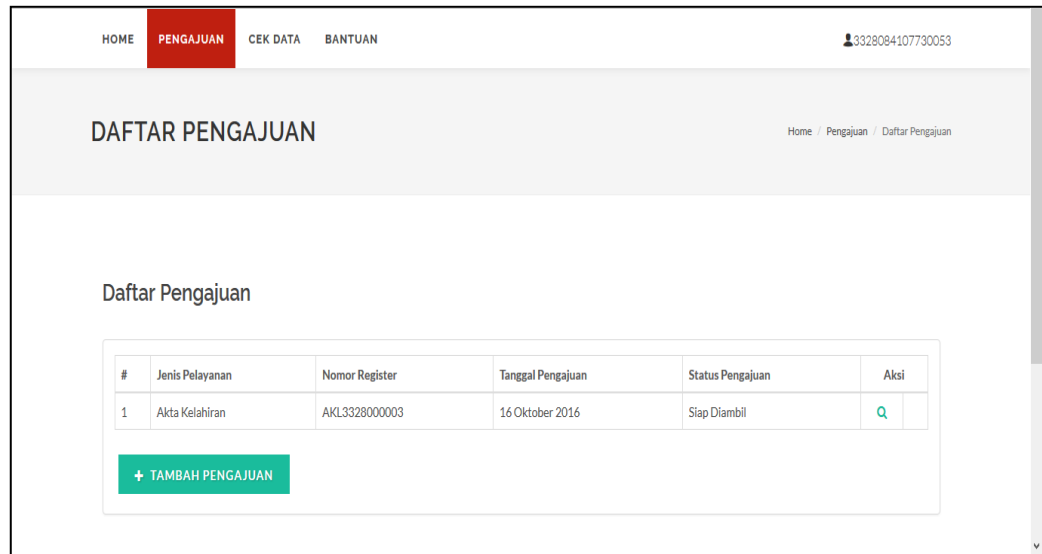 HOME PENGAJUAN CEK DATA BANTUAN 3328084107730053
DAFTAR PENGAJUAN Home / Pengajuan / Daftar Pengajuan
Daftar Pengajuan
# Jenis Pelayanan Nomor Register Tanggal Pengajuan Status Pengajuan Aksi
1 Akta Kelahiran AKL3328000003 16 Oktober 2016 Siap Diambil
+ TAMBAH PENGAJUAN